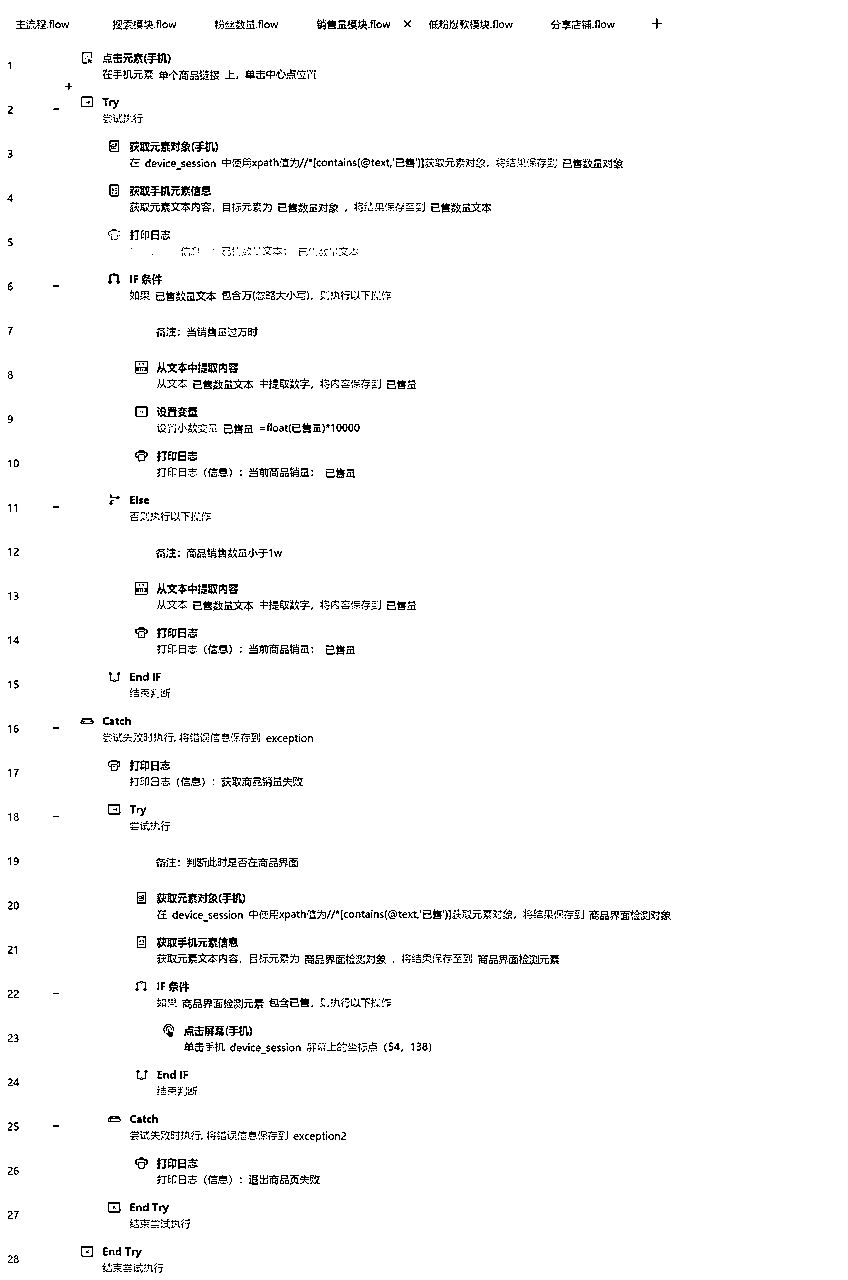 主流程.flow 搜索模块.flow 粉丝数量.flow 销售量模块.flow × 低粉爆款模块.flow 分享店铺.flow +
1 点击元素(手机)
在手机元素 单个商品链接 上，单击中心点位置
2 Try
尝试执行
3 获取元素对象(手机)
在 device_session 中使用xpath值为//*[contains(@text,'已售')]获取元素对象，将结果保存到 已售数量对象
4 获取手机元素信息
获取元素文本内容，目标元素为 已售数量对象 ，将结果保存至到 已售数量文本
5 打印日志
信息 已售数量文本： 已售数量文本
6 IF 条件
如果 已售数量文本 包含万(忽略大小写)，则执行以下操作
7 备注：当销售量过万时
8 从文本中提取内容
从文本 已售数量文本 中提取数字，将内容保存到 已售量
9 设置变量
设置小数变量 已售量 =float(已售量)*10000
10 打印日志
打印日志（信息）：当前商品销量： 已售量
11 Else
否则执行以下操作
12 备注：商品销售数量小于1w
13 从文本中提取内容
从文本 已售数量文本 中提取数字，将内容保存到 已售量
14 打印日志
打印日志（信息）：当前商品销量： 已售量
15 End IF
结束判断
16 Catch
尝试失败时执行, 将错误信息保存到 exception
17 打印日志
打印日志（信息）：获取商品销量失败
18 Try
尝试执行
19 备注：判断此时是否在商品界面
20 获取元素对象(手机)
在 device_session 中使用xpath值为//*[contains(@text,'已售')]获取元素对象，将结果保存到 商品界面检测对象
21 获取手机元素信息
获取元素文本内容，目标元素为 商品界面检测对象 ，将结果保存至到 商品界面检测元素
22 IF 条件
如果 商品界面检测元素 包含已售，则执行以下操作
23 点击屏幕(手机)
单击手机 device_session 屏幕上的坐标点（54，138）
24 End IF
结束判断
25 Catch
尝试失败时执行, 将错误信息保存到 exception2
26 打印日志
打印日志（信息）：退出商品页失败
27 End Try
结束尝试执行
28 End Try
结束尝试执行